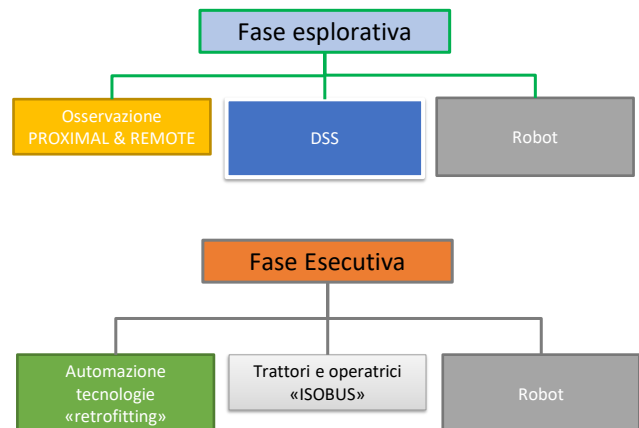 Fase esplorativa
Osservazione
PROXIMAL & REMOTE
DSS
Robot
Fase Esecutiva
Automazione
tecnologie
«retrofitting»
Trattori e operatrici
«ISOBUS»
Robot